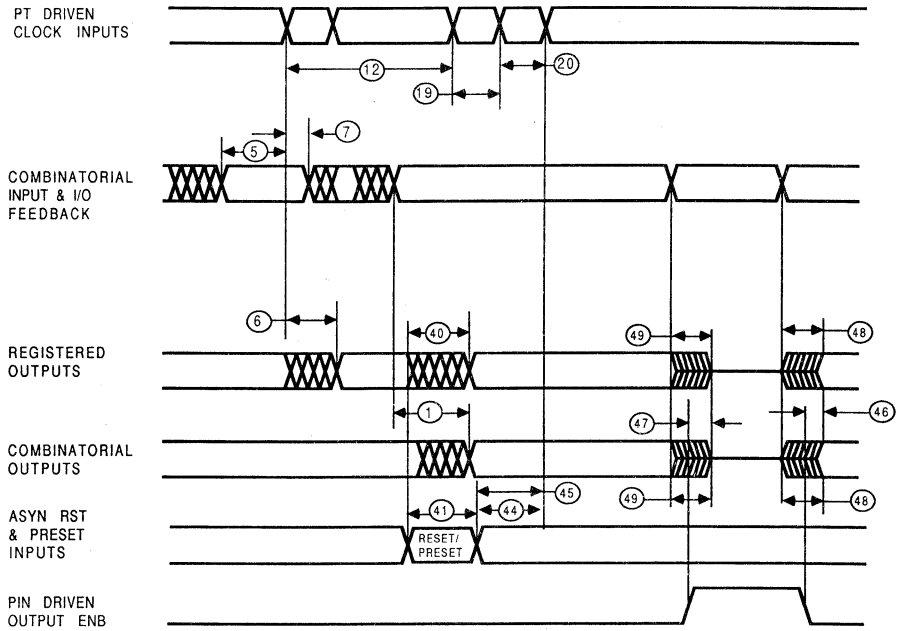 PT DRIVEN
CLOCK INPUTS
12
20
19
7
5
COMBINATORIAL
INPUT & I/O
FEEDBACK
6
40
49
48
REGISTERED
OUTPUTS
1
47
46
COMBINATORIAL
OUTPUTS
45
49
48
41
44
ASYN RST
& PRESET
INPUTS
RESET/
PRESET
PIN DRIVEN
OUTPUT ENB